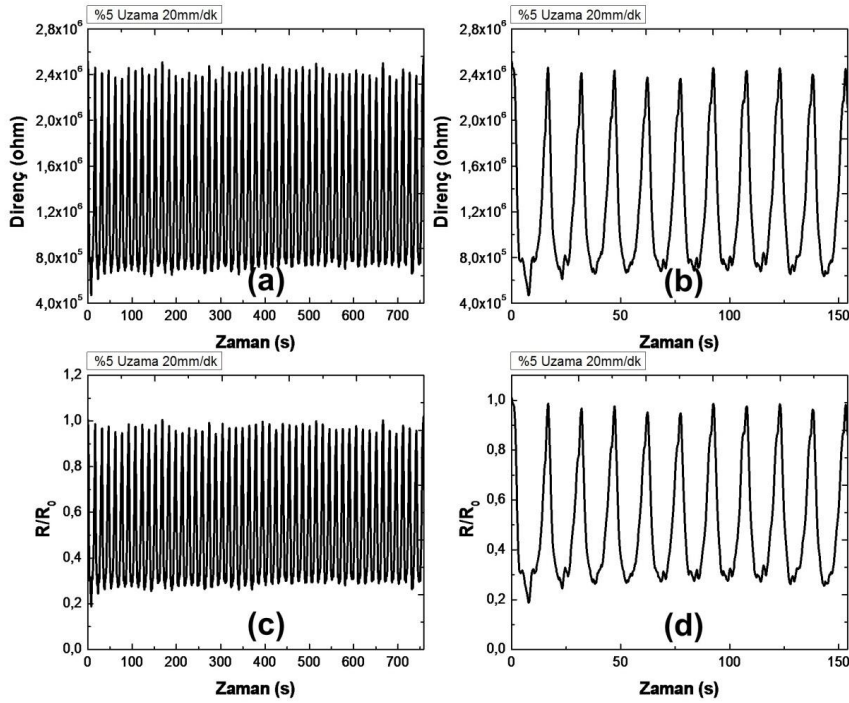 %5 Uzama 20mm/dk
2,8x10⁶
2,4x10⁶
2,0x10⁶
1,6x10⁶
1,2x10⁶
8,0x10⁵
4,0x10⁵
Direnç (ohm)
(a)
0 100 200 300 400 500 600 700
Zaman (s)
%5 Uzama 20mm/dk
2,8x10⁶
2,4x10⁶
2,0x10⁶
1,6x10⁶
1,2x10⁶
8,0x10⁵
4,0x10⁵
Direnç (ohm)
(b)
0 50 100 150
Zaman (s)
%5 Uzama 20mm/dk
1,2
1,0
0,8
0,6
0,4
0,2
0,0
R/R₀
(c)
0 100 200 300 400 500 600 700
Zaman (s)
%5 Uzama 20mm/dk
1,0
0,8
0,6
0,4
0,2
0,0
R/R₀
(d)
0 50 100 150
Zaman (s)